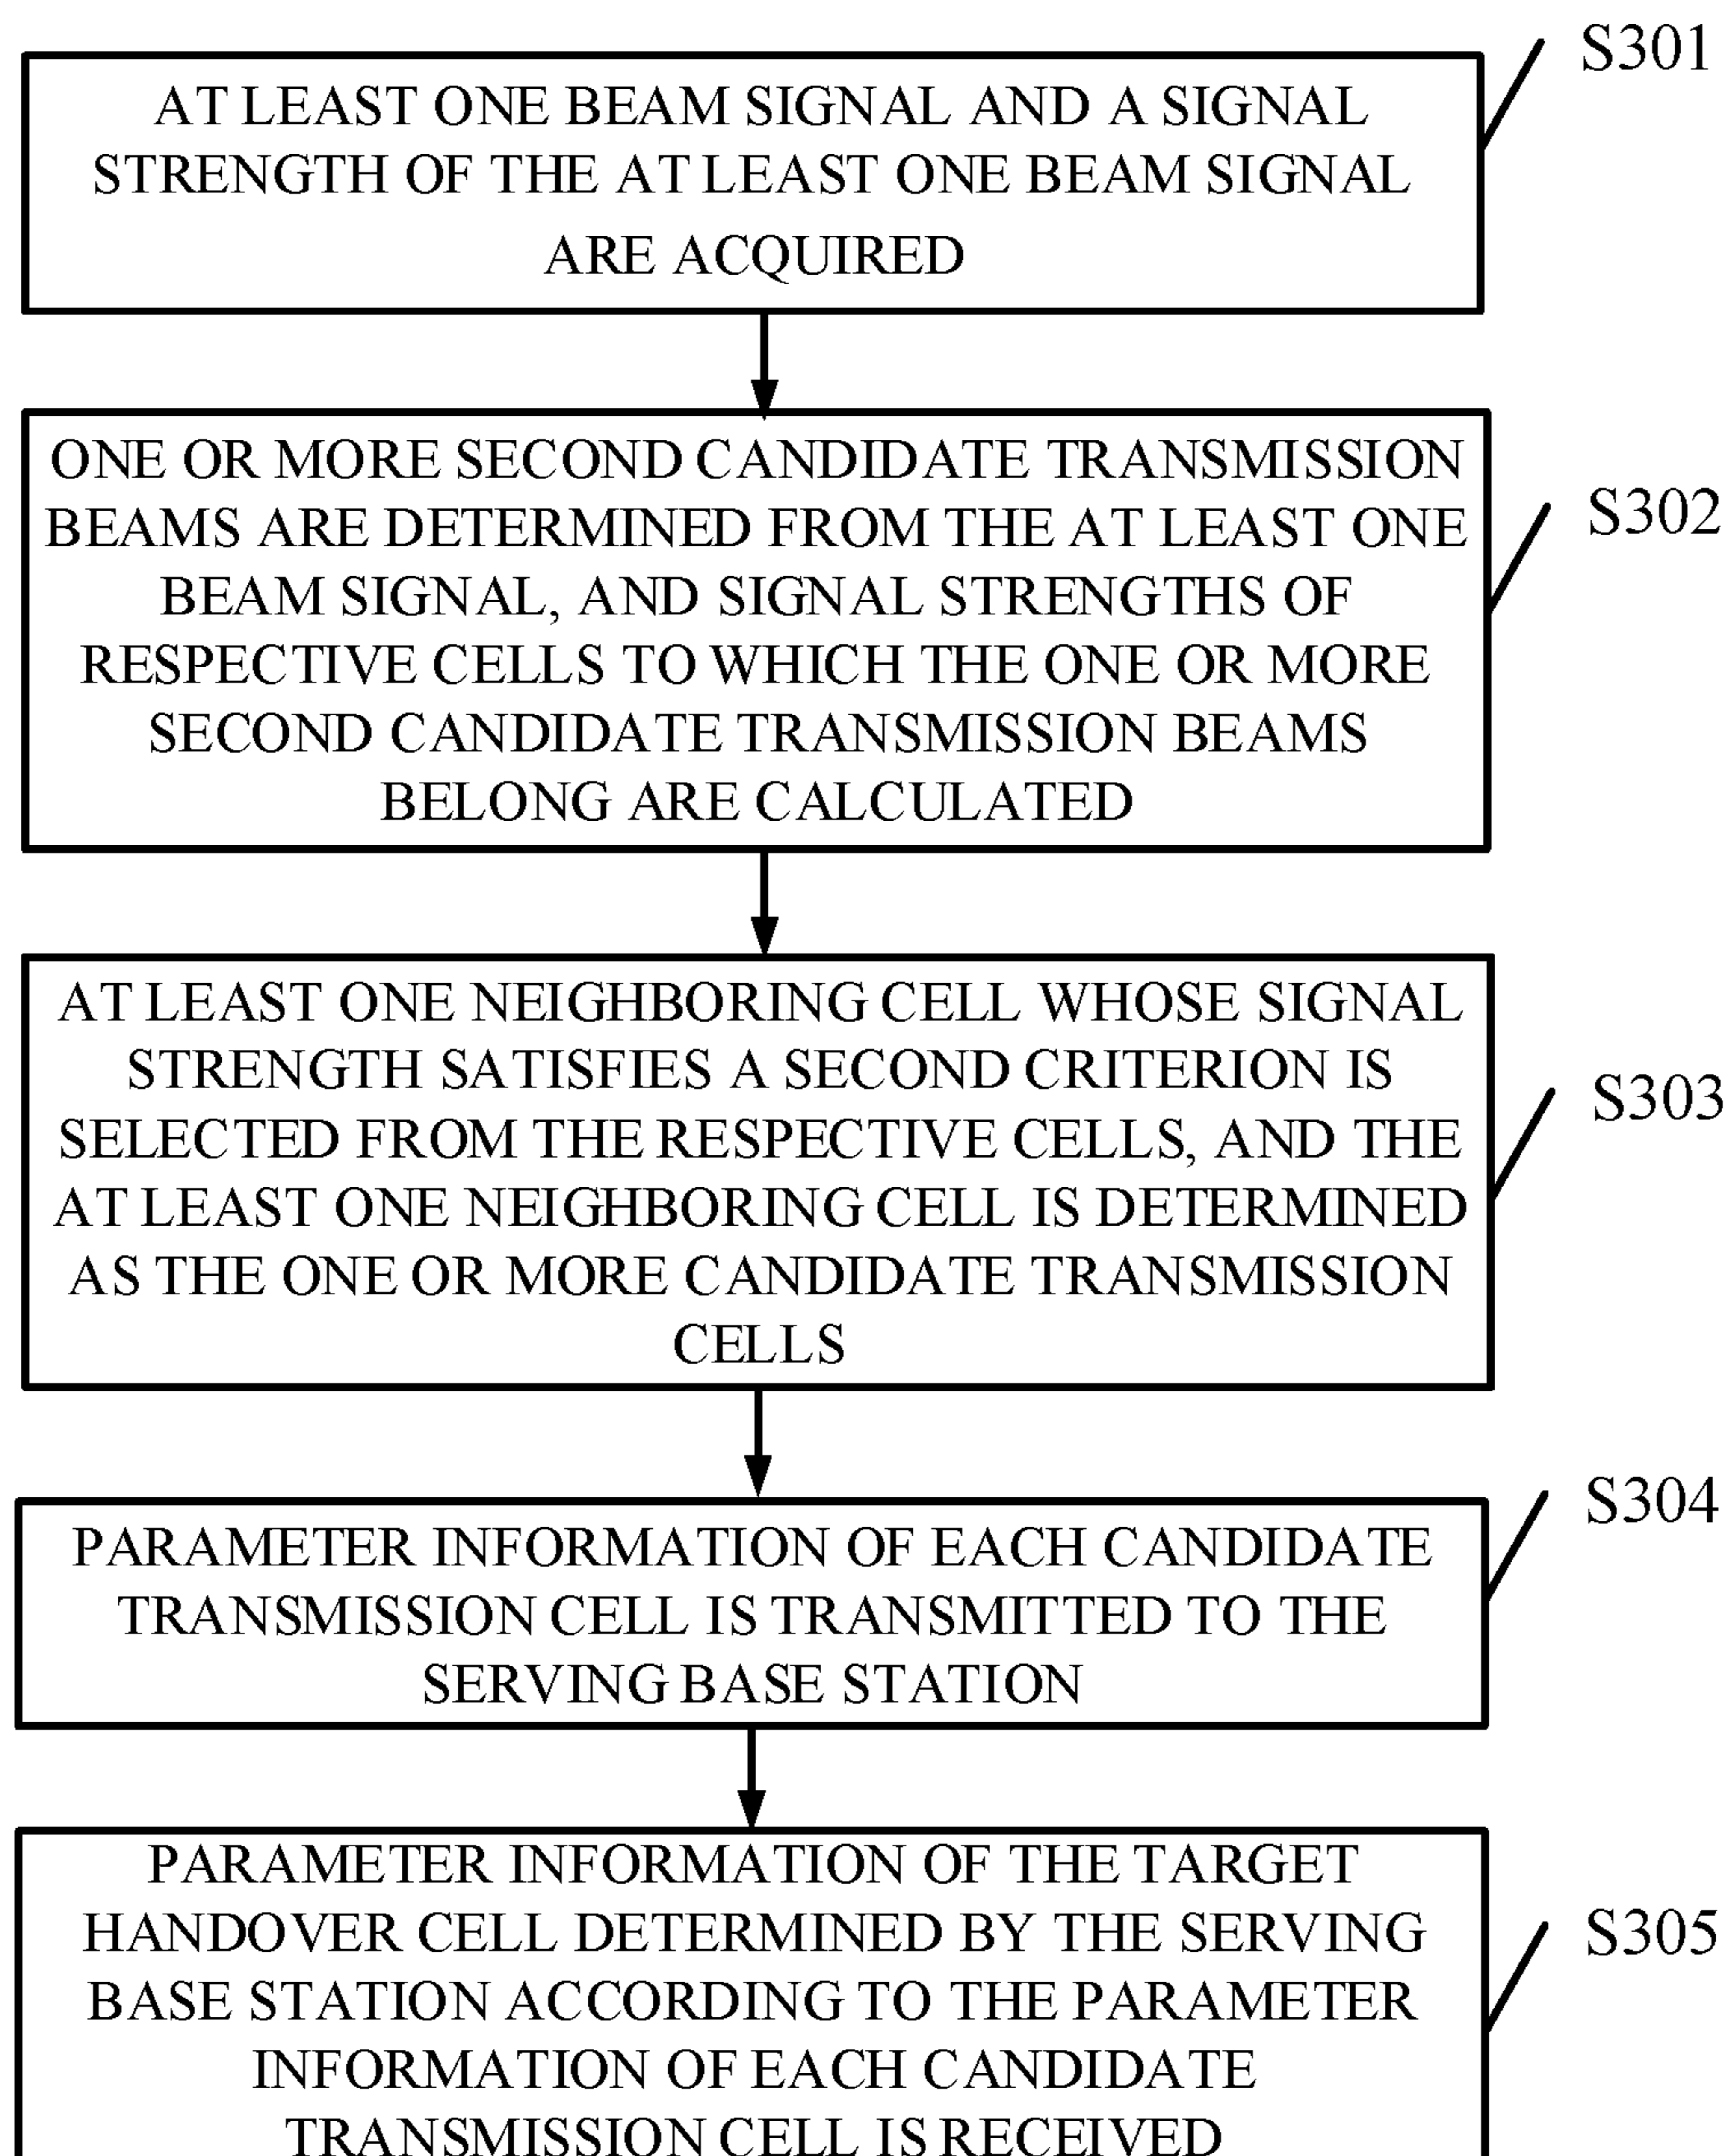 S301
AT LEAST ONE BEAM SIGNAL AND A SIGNAL
STRENGTH OF THE AT LEAST ONE BEAM SIGNAL
ARE ACQUIRED
ONE OR MORE SECOND CANDIDATE TRANSMISSION
BEAMS ARE DETERMINED FROM THE AT LEAST ONE
BEAM SIGNAL, AND SIGNAL STRENGTHS OF
RESPECTIVE CELLS TO WHICH THE ONE OR MORE
SECOND CANDIDATE TRANSMISSION BEAMS
BELONG ARE CALCULATED
S302
AT LEAST ONE NEIGHBORING CELL WHOSE SIGNAL
STRENGTH SATISFIES A SECOND CRITERION IS
SELECTED FROM THE RESPECTIVE CELLS, AND THE
AT LEAST ONE NEIGHBORING CELL IS DETERMINED
AS THE ONE OR MORE CANDIDATE TRANSMISSION
CELLS
S303
PARAMETER INFORMATION OF EACH CANDIDATE
TRANSMISSION CELL IS TRANSMITTED TO THE
SERVING BASE STATION
S304
PARAMETER INFORMATION OF THE TARGET
HANDOVER CELL DETERMINED BY THE SERVING
BASE STATION ACCORDING TO THE PARAMETER
INFORMATION OF EACH CANDIDATE
TRANSMISSION CELL IS RECEIVED
S305